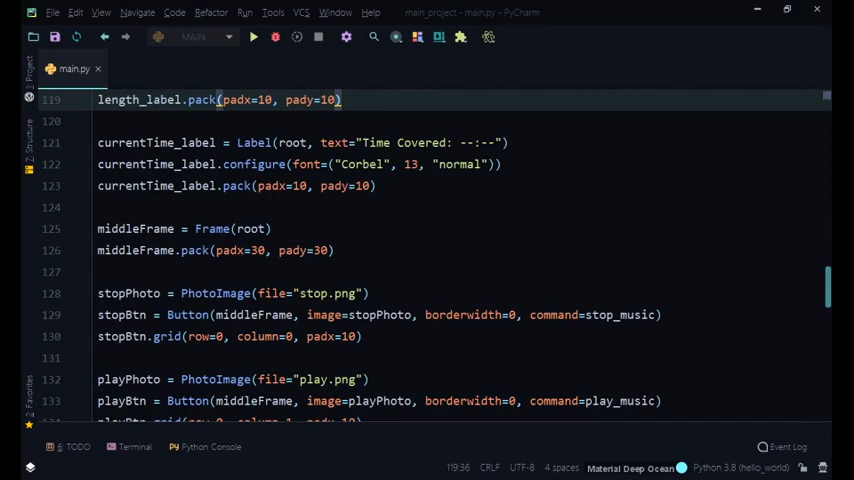 File Edit View Navigate Code Refactor Run Tools VCS Window Help main_project - main.py - PyCharm
MAIN
main.py
1: Project
119 length_label.pack(padx=10, pady=10)
120
121 currentTime_label = Label(root, text="Time Covered: --:--")
122 currentTime_label.configure(font=("Corbel", 13, "normal"))
123 currentTime_label.pack(padx=10, pady=10)
124
125 middleFrame = Frame(root)
126 middleFrame.pack(padx=30, pady=30)
127
128 stopPhoto = PhotoImage(file="stop.png")
129 stopBtn = Button(middleFrame, image=stopPhoto, borderwidth=0, command=stop_music)
130 stopBtn.grid(row=0, column=0, padx=10)
131
132 playPhoto = PhotoImage(file="play.png")
133 playBtn = Button(middleFrame, image=playPhoto, borderwidth=0, command=play_music)
Z: Structure
2: Favorites
6: TODO Terminal Python Console Event Log
119:36 CRLF UTF-8 4 spaces Material Deep Ocean Python 3.8 (hello_world)